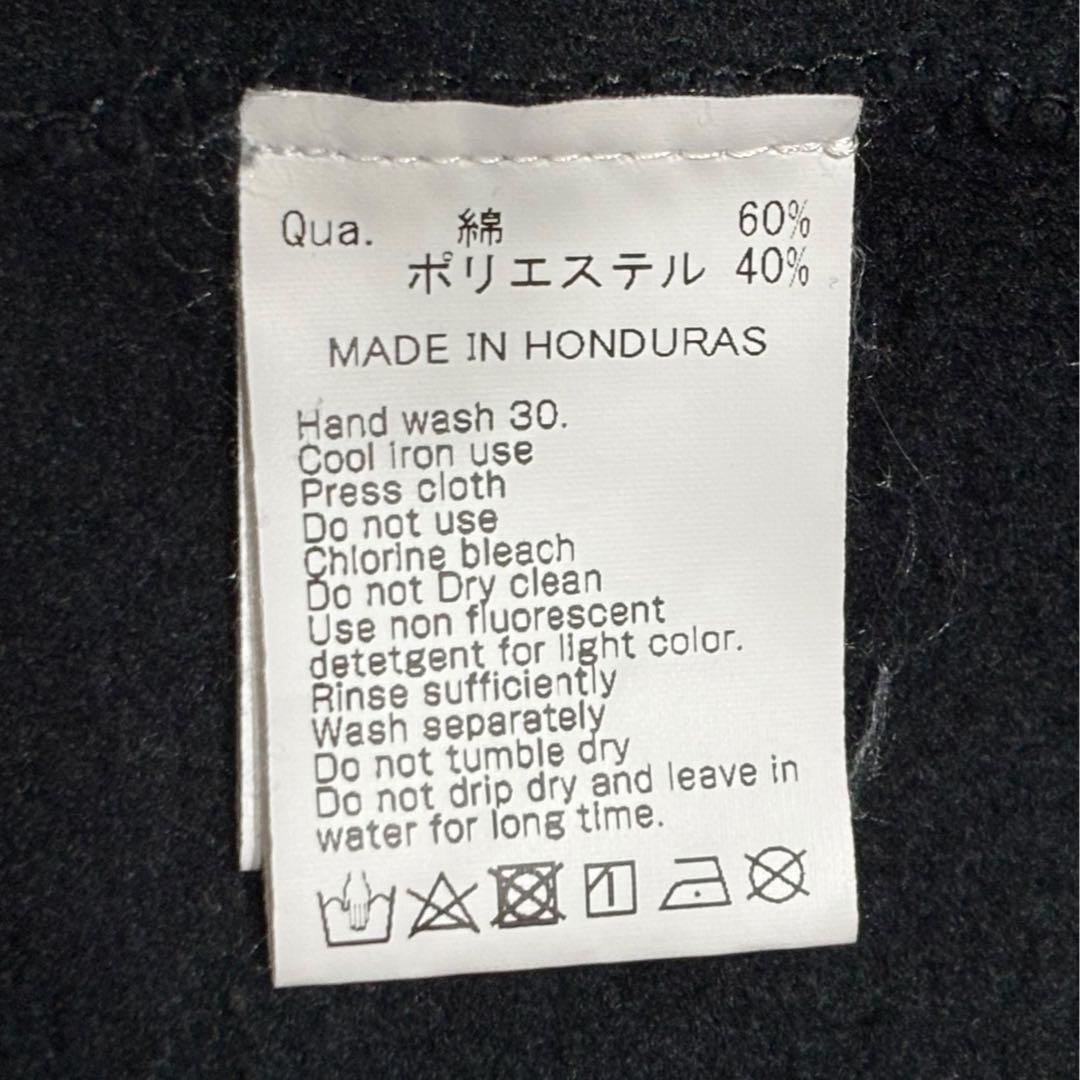 Qua. 綿 60%
ポリエステル 40%
MADE IN HONDURAS
Hand wash 30.
Cool iron use
Press cloth
Do not use
Chlorine bleach
Do not Dry clean
Use non fluorescent
detetgent for light color.
Rinse sufficiently
Wash separately
Do not tumble dry
Do not drip dry and leave in
water for long time.